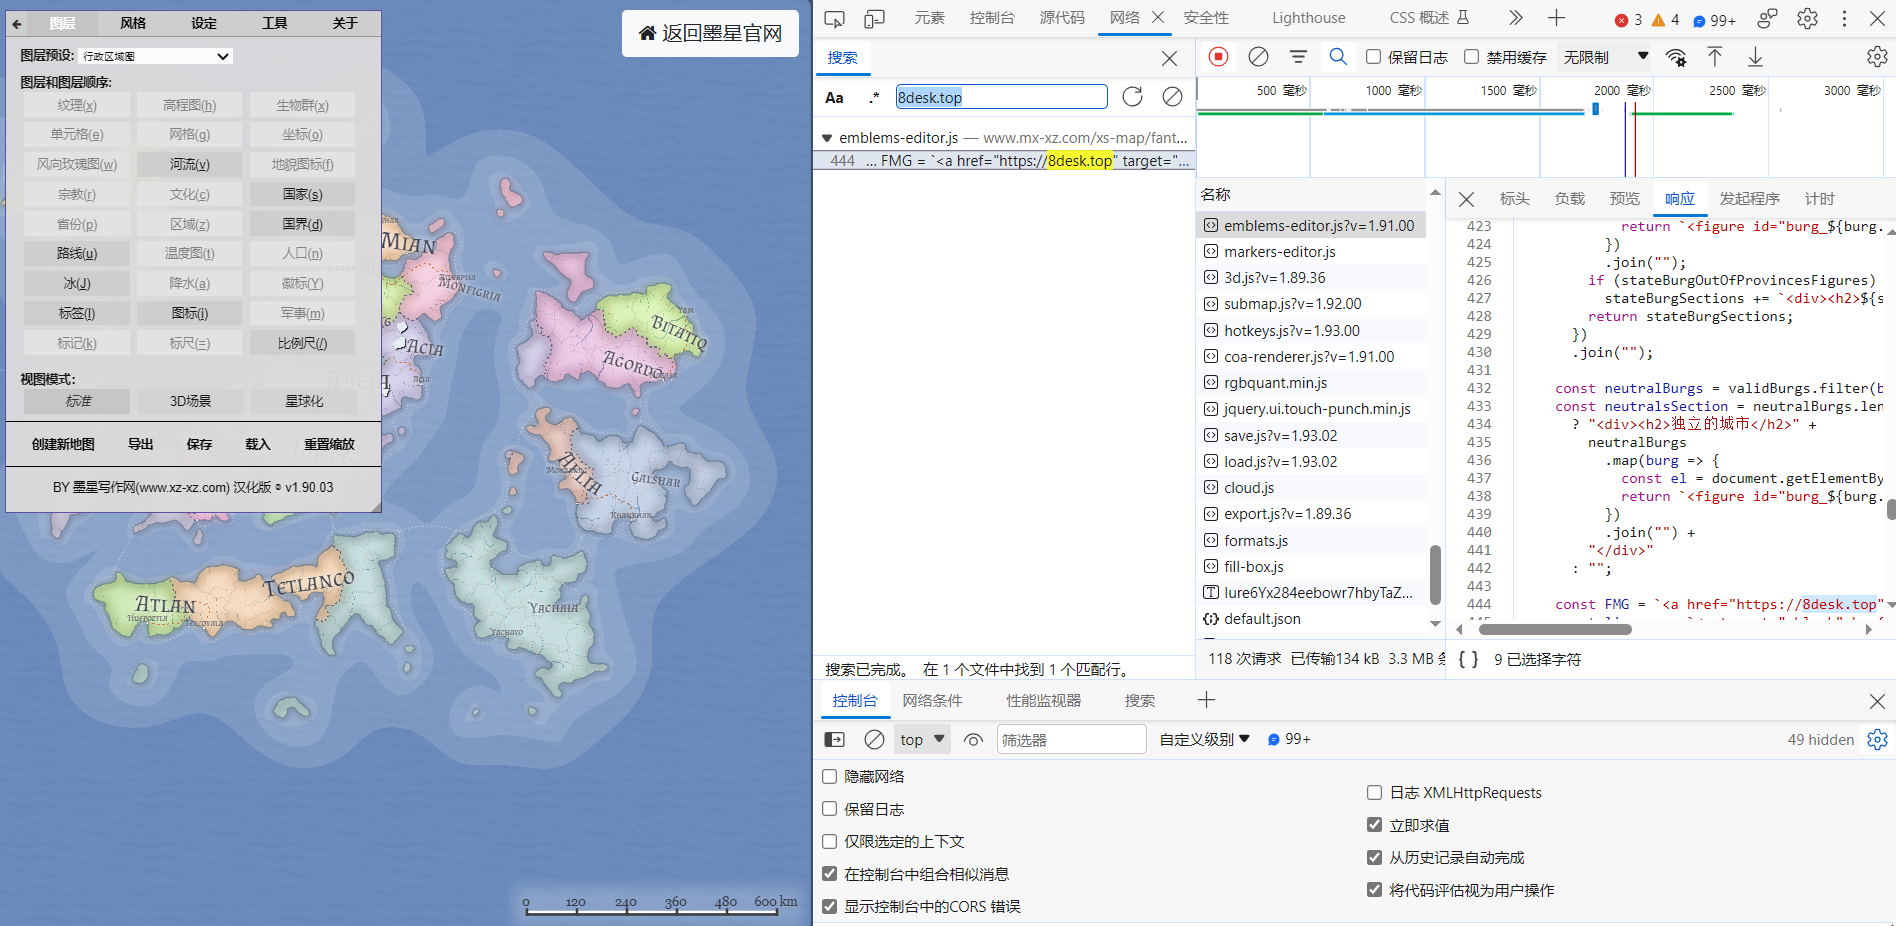 图层
风格
设定
工具
关于
返回墨星官网
图层预设:
行政区域图
图层和图层顺序:
纹理(x)
高程图(h)
生物群(x)
单元格(e)
网格(g)
坐标(o)
风向玫瑰图(w)
河流(v)
地貌图标(f)
宗教(r)
文化(c)
国家(s)
省份(p)
区域(z)
国界(d)
路线(u)
温度图(t)
人口(n)
冰(J)
降水(a)
徽标(Y)
标签(l)
图标(i)
军事(m)
标记(k)
标尺(=)
比例尺(/)
视图模式:
标准
3D场景
星球化
创建新地图
导出
保存
载入
重置缩放
BY 墨星写作网(www.xz-xz.com) 汉化版 v1.90.03
Mian
Monfigria
Acia
Bitatiq
Agordo
Galshar
Atlan
Tetlanco
Texcoyala
Yachaia
Yachayo
0 120 240 360 480 600 km
元素
控制台
源代码
网络
安全性
Lighthouse
CSS 概述
3
4
99+
搜索
保留日志
禁用缓存
无限制
Aa
.*
8desk.top
500 毫秒
1000 毫秒
1500 毫秒
2000 毫秒
2500 毫秒
3000 毫秒
emblems-editor.js — www.mx-xz.com/xs-map/fant...
444 ... FMG = `<a href="https://8desk.top" target="...
搜索已完成。 在 1 个文件中找到 1 个匹配行。
名称
emblems-editor.js?v=1.91.00
markers-editor.js
3d.js?v=1.89.36
submap.js?v=1.92.00
hotkeys.js?v=1.93.00
coa-renderer.js?v=1.91.00
rgbquant.min.js
jquery.ui.touch-punch.min.js
save.js?v=1.93.02
load.js?v=1.93.02
cloud.js
export.js?v=1.89.36
formats.js
fill-box.js
lure6Yx284eebowr7hbyTaZ...
default.json
118 次请求
已传输134 kB
3.3 MB 条
标头
负载
预览
响应
发起程序
计时
423 return `<figure id="burg_${burg.
424 })
425 .join("");
426 if (stateBurgOutOfProvincesFigures)
427 stateBurgSections += `<div><h2>${s
428 return stateBurgSections;
429 })
430 .join("");
431
432 const neutralBurgs = validBurgs.filter(b
433 const neutralsSection = neutralBurgs.len
434 ? "<div><h2>独立的城市</h2>" +
435 neutralBurgs
436 .map(burg => {
437 const el = document.getElementBy
438 return `<figure id="burg_${burg.
439 })
440 .join("") +
441 "</div>"
442 : "";
443
444 const FMG = `<a href="https://8desk.top"
{ } 9 已选择字符
控制台
网络条件
性能监视器
搜索
top
筛选器
自定义级别
99+
49 hidden
隐藏网络
保留日志
仅限选定的上下文
在控制台中组合相似消息
显示控制台中的CORS 错误
日志 XMLHttpRequests
立即求值
从历史记录自动完成
将代码评估视为用户操作